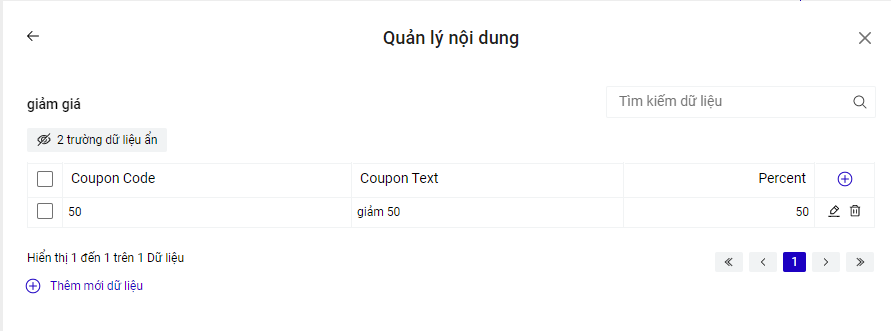 Quản lý nội dung
giảm giá
Tìm kiếm dữ liệu
2 trường dữ liệu ẩn
Coupon Code Coupon Text Percent
50 giảm 50 50
Hiển thị 1 đến 1 trên 1 Dữ liệu
1
Thêm mới dữ liệu